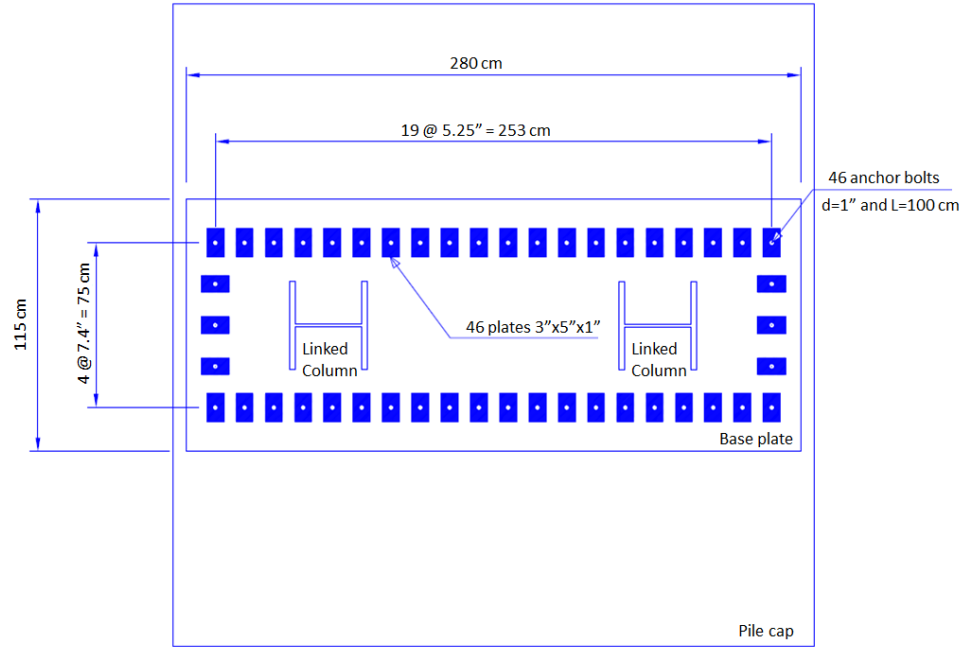 280 cm
19 @ 5.25” = 253 cm
46 anchor bolts
d=1” and L=100 cm
115 cm
4 @ 7.4” = 75 cm
46 plates 3”x5”x1”
Linked
Column
Linked
Column
Base plate
Pile cap